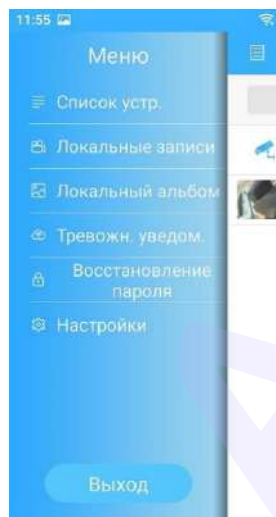 11:55
Меню
Список устр.
Локальные записи
Локальный альбом
Тревожн. уведом.
Восстановление
пароля
Настройки
Выход